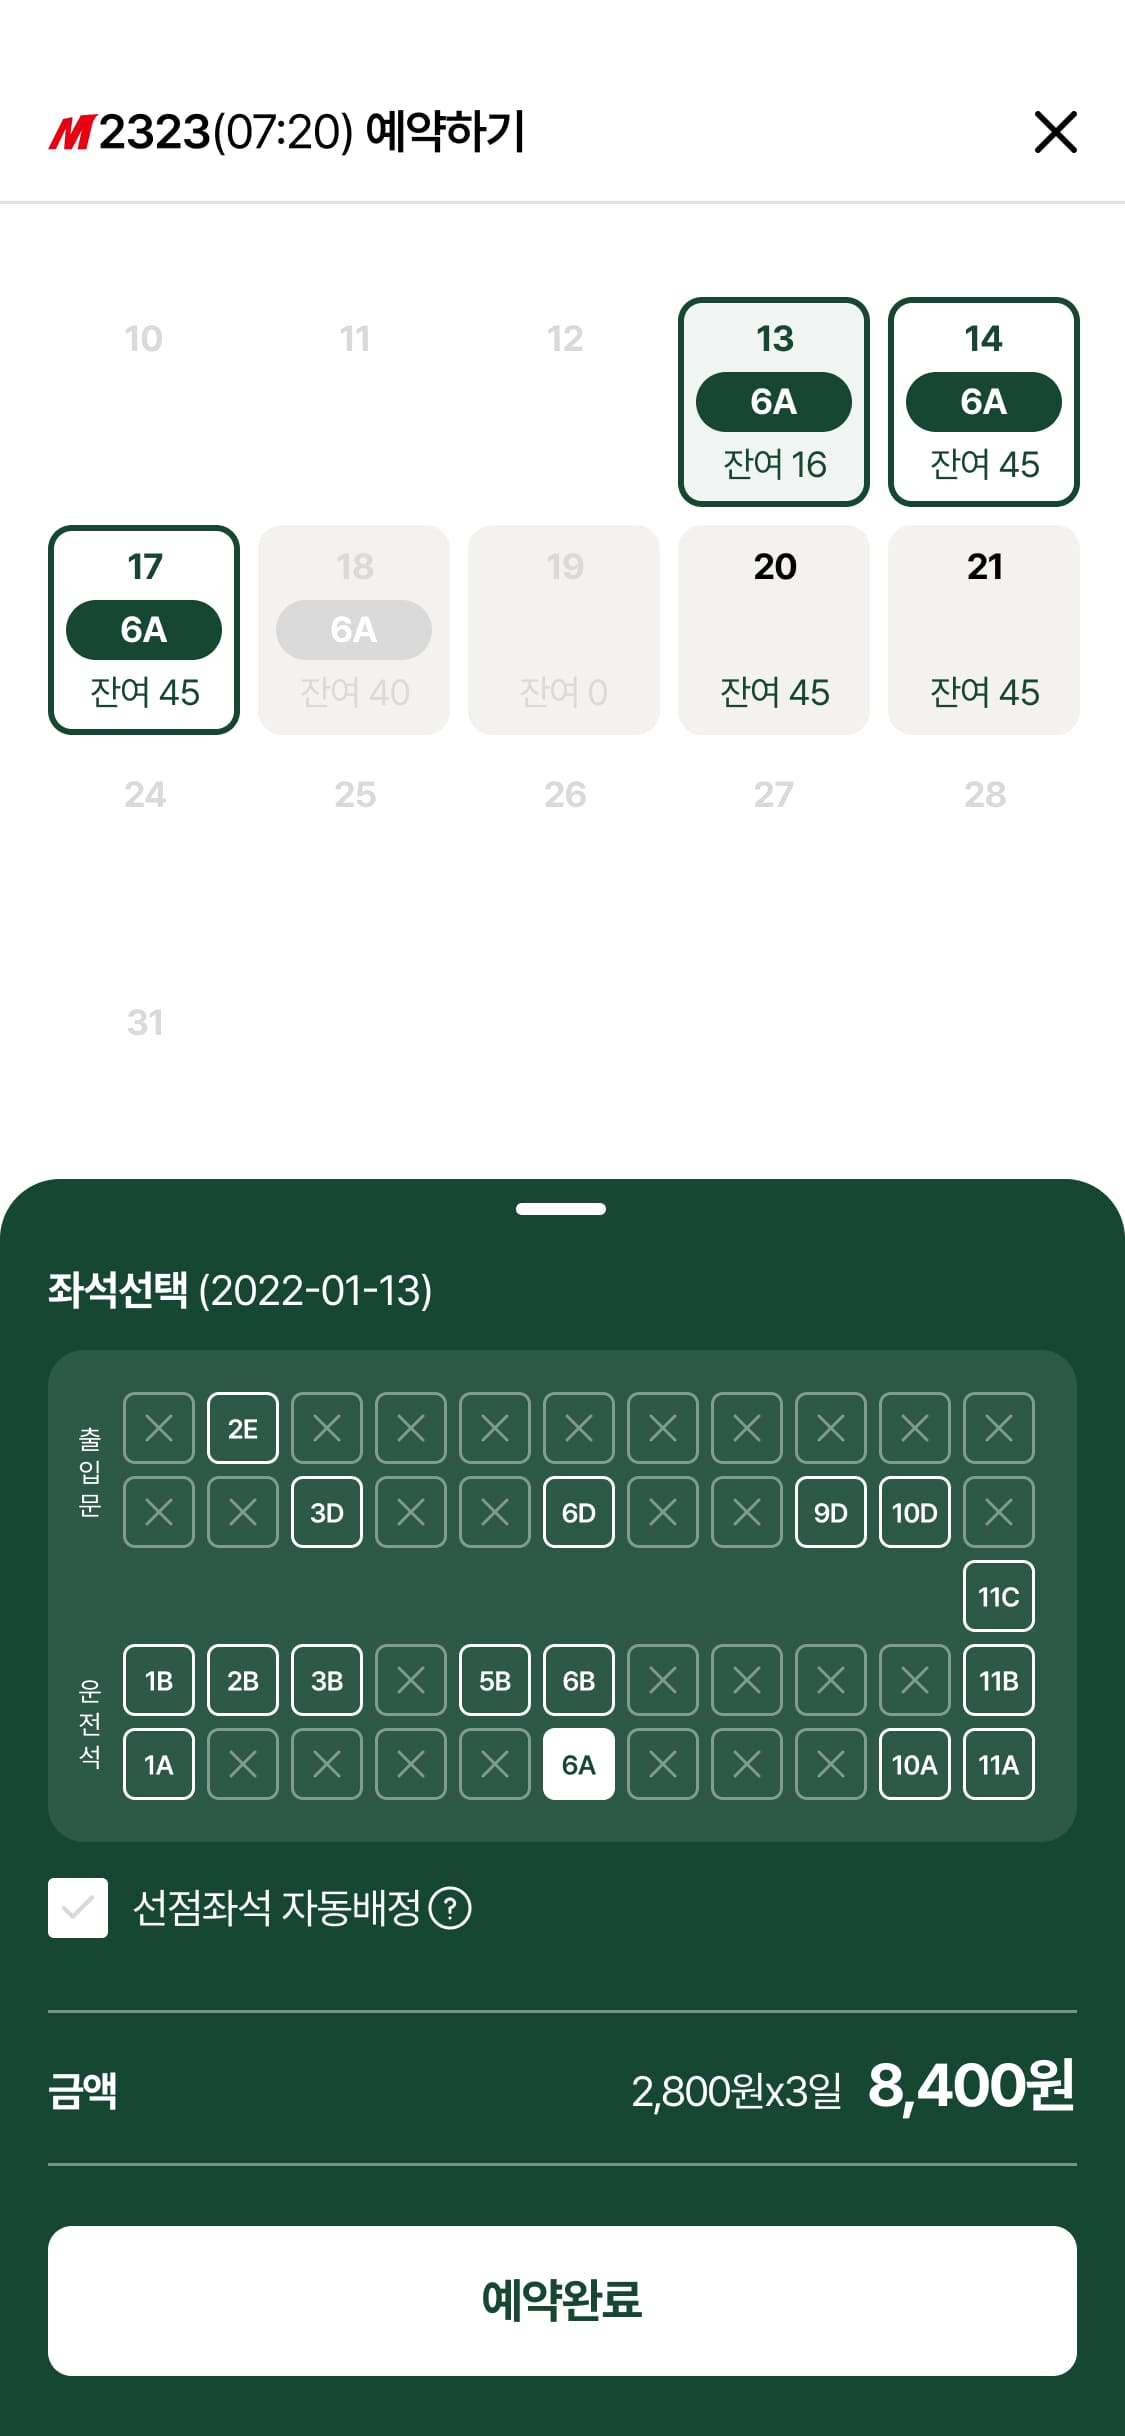 M2323(07:20) 예약하기
10 11 12 13 14
6A 6A
잔여 16 잔여 45
17 18 19 20 21
6A 6A
잔여 45 잔여 40 잔여 0 잔여 45 잔여 45
24 25 26 27 28
31
좌석선택 (2022-01-13)
출입문
2E
3D 6D 9D 10D
11C
운전석
1B 2B 3B 5B 6B 11B
1A 6A 10A 11A
선점좌석 자동배정 ?
금액 2,800원x3일 8,400원
예약완료